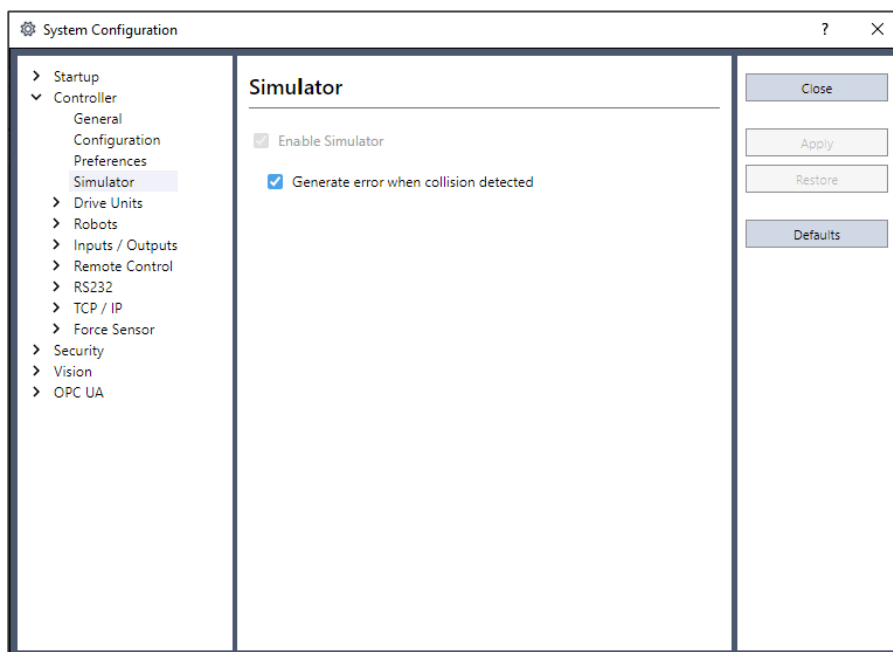 System Configuration
?
Startup
Controller
General
Configuration
Preferences
Simulator
Drive Units
Robots
Inputs / Outputs
Remote Control
RS232
TCP / IP
Force Sensor
Security
Vision
OPC UA
Simulator
Enable Simulator
Generate error when collision detected
Close
Apply
Restore
Defaults